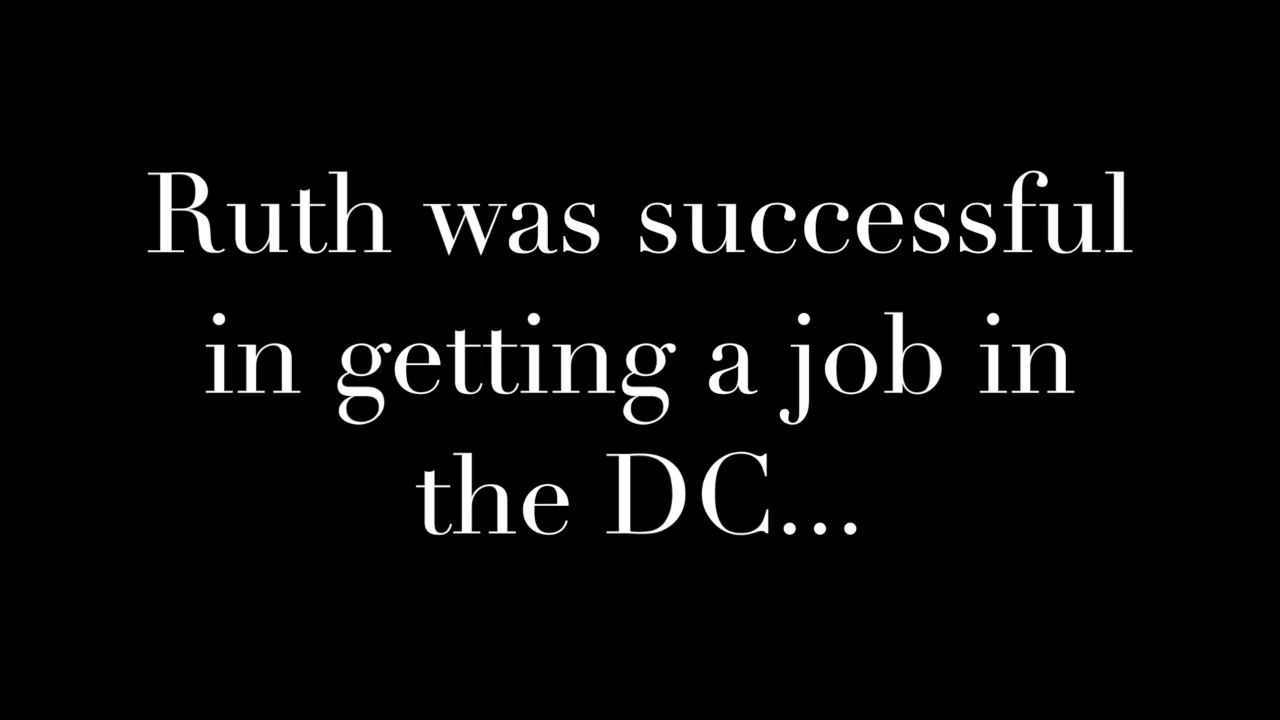 Ruth was successful
in getting a job in
the DC...